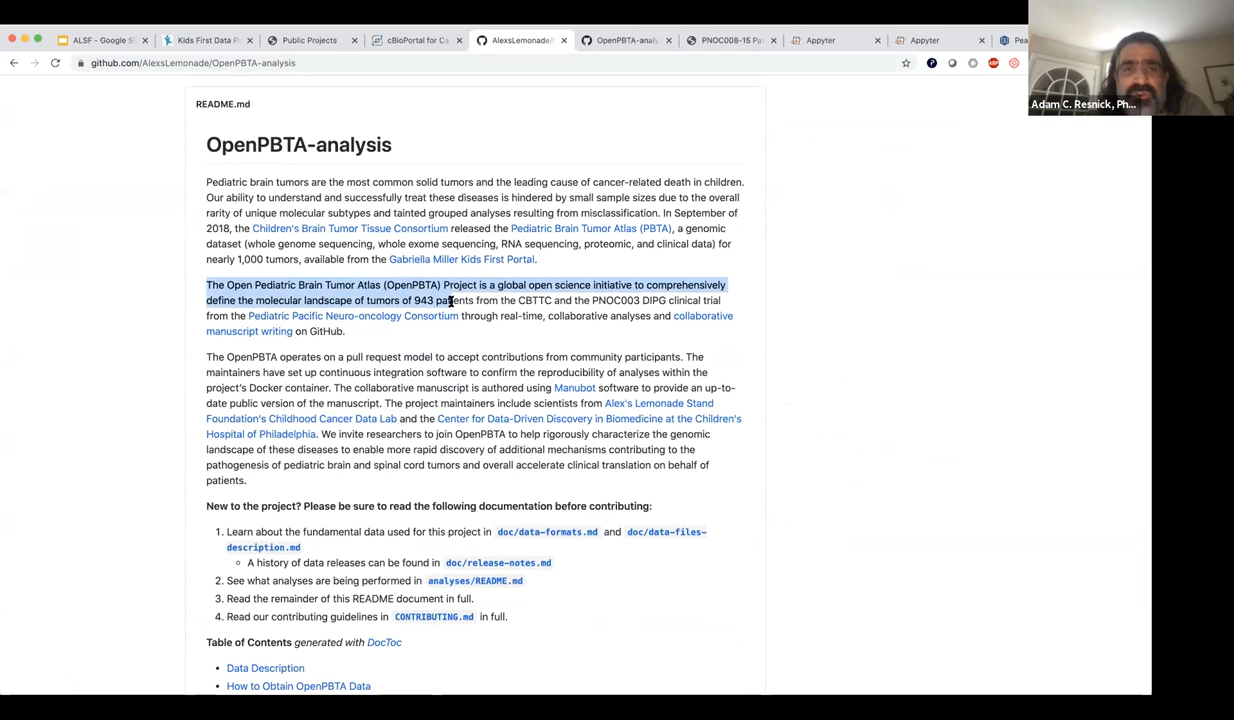 ALSF - Google S
Kids First Data P
Public Projects
cBioPortal for Ca
AlexsLemonade/
OpenPBTA-analy
PNOC008-15 Pa
Appyter
Appyter
Pe
github.com/AlexsLemonade/OpenPBTA-analysis
Adam C. Resnick, Ph...
README.md
OpenPBTA-analysis
Pediatric brain tumors are the most common solid tumors and the leading cause of cancer-related death in children.
Our ability to understand and successfully treat these diseases is hindered by small sample sizes due to the overall
rarity of unique molecular subtypes and tainted grouped analyses resulting from misclassification. In September of
2018, the Children's Brain Tumor Tissue Consortium released the Pediatric Brain Tumor Atlas (PBTA), a genomic
dataset (whole genome sequencing, whole exome sequencing, RNA sequencing, proteomic, and clinical data) for
nearly 1,000 tumors, available from the Gabriella Miller Kids First Portal.
The Open Pediatric Brain Tumor Atlas (OpenPBTA) Project is a global open science initiative to comprehensively
define the molecular landscape of tumors of 943 patients from the CBTTC and the PNOC003 DIPG clinical trial
from the Pediatric Pacific Neuro-oncology Consortium through real-time, collaborative analyses and collaborative
manuscript writing on GitHub.
The OpenPBTA operates on a pull request model to accept contributions from community participants. The
maintainers have set up continuous integration software to confirm the reproducibility of analyses within the
project's Docker container. The collaborative manuscript is authored using Manubot software to provide an up-to-
date public version of the manuscript. The project maintainers include scientists from Alex's Lemonade Stand
Foundation's Childhood Cancer Data Lab and the Center for Data-Driven Discovery in Biomedicine at the Children's
Hospital of Philadelphia. We invite researchers to join OpenPBTA to help rigorously characterize the genomic
landscape of these diseases to enable more rapid discovery of additional mechanisms contributing to the
pathogenesis of pediatric brain and spinal cord tumors and overall accelerate clinical translation on behalf of
patients.
New to the project? Please be sure to read the following documentation before contributing:
1. Learn about the fundamental data used for this project in doc/data-formats.md and doc/data-files-
description.md
A history of data releases can be found in doc/release-notes.md
2. See what analyses are being performed in analyses/README.md
3. Read the remainder of this README document in full.
4. Read our contributing guidelines in CONTRIBUTING.md in full.
Table of Contents generated with DocToc
• Data Description
• How to Obtain OpenPBTA Data